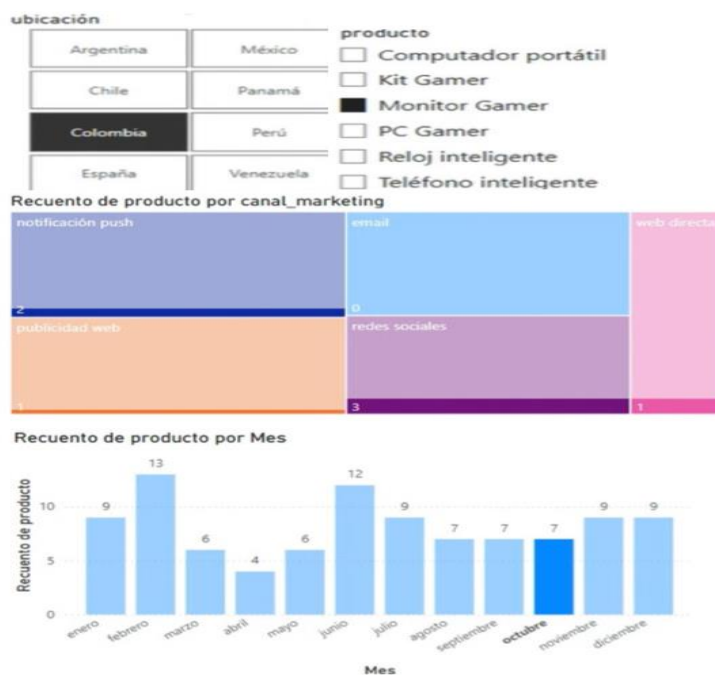 ubicación
Argentina
México
Chile
Panamá
Colombia
Perú
España
Venezuela
producto
Computador portátil
Kit Gamer
Monitor Gamer
PC Gamer
Reloj inteligente
Teléfono inteligente
Recuento de producto por canal_marketing
notificación push
2
email
0
web directa
1
publicidad web
1
redes sociales
3
Recuento de producto por Mes
Recuento de producto
10
5
0
9
13
6
4
6
12
9
7
7
7
9
9
enero
febrero
marzo
abril
mayo
junio
julio
agosto
septiembre
octubre
noviembre
diciembre
Mes